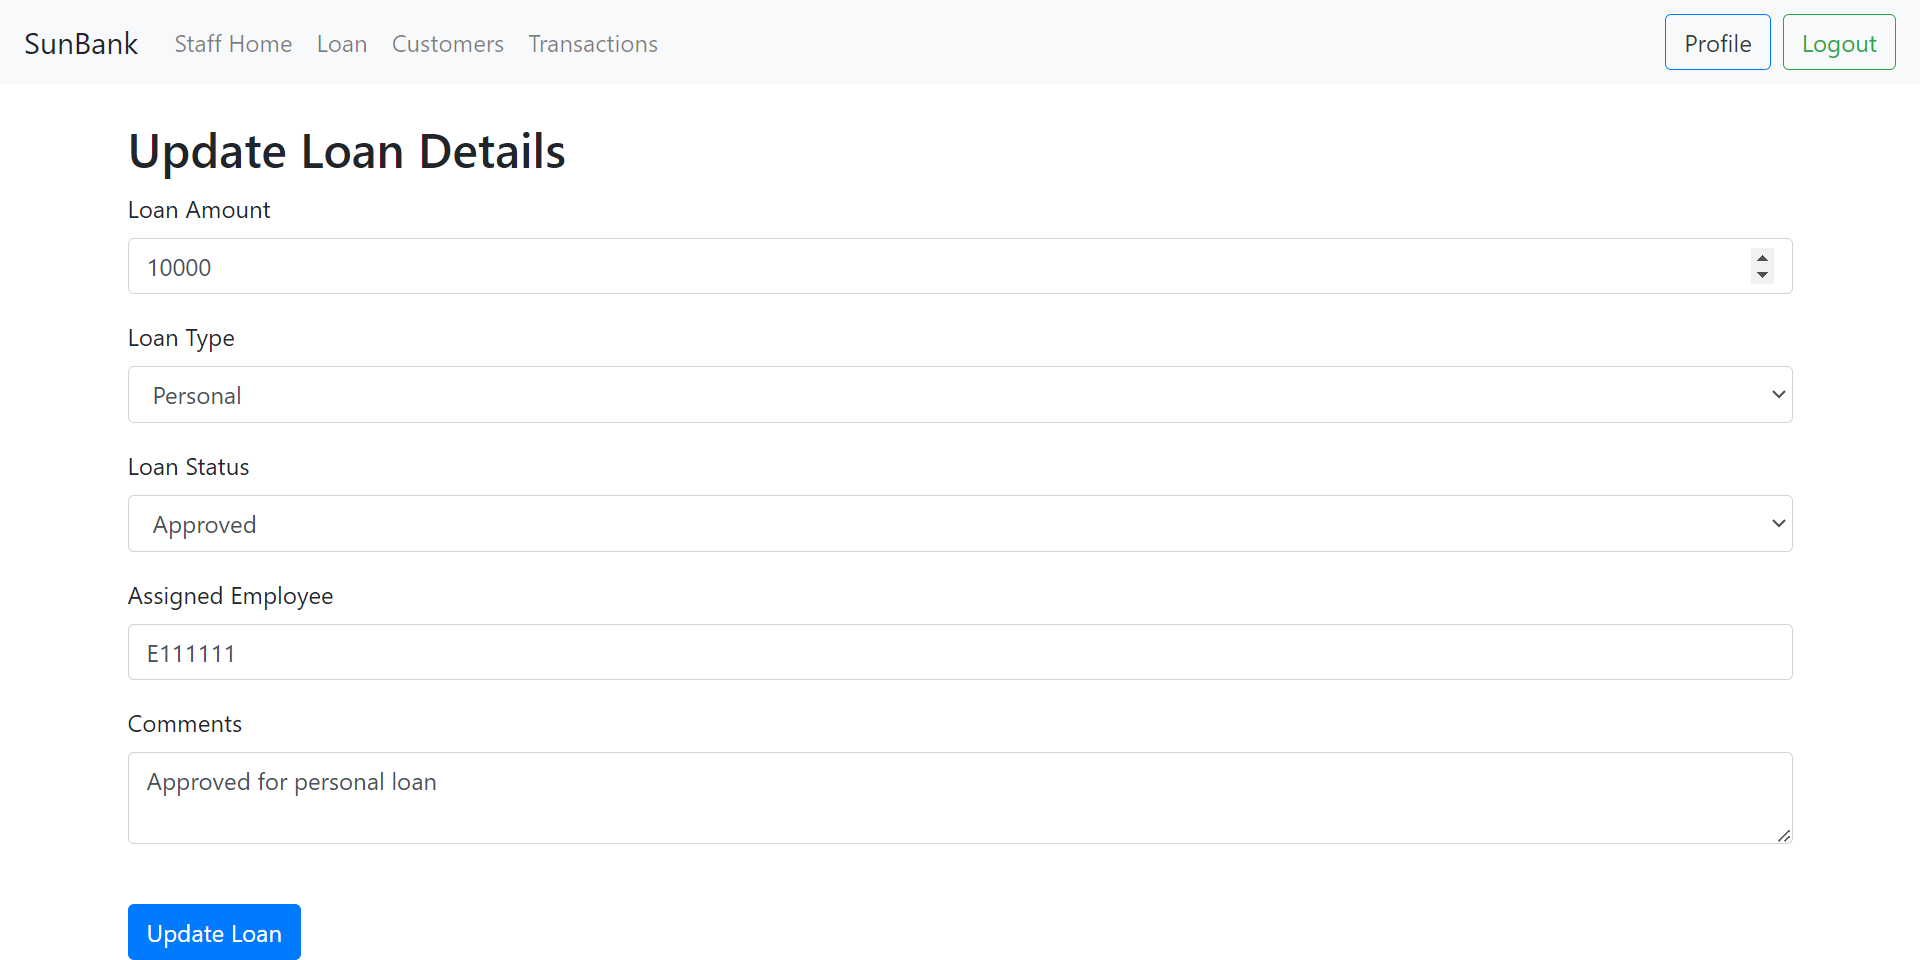 SunBank Staff Home Loan Customers Transactions Profile Logout
Update Loan Details
Loan Amount
10000
Loan Type
Personal
Loan Status
Approved
Assigned Employee
E111111
Comments
Approved for personal loan
Update Loan